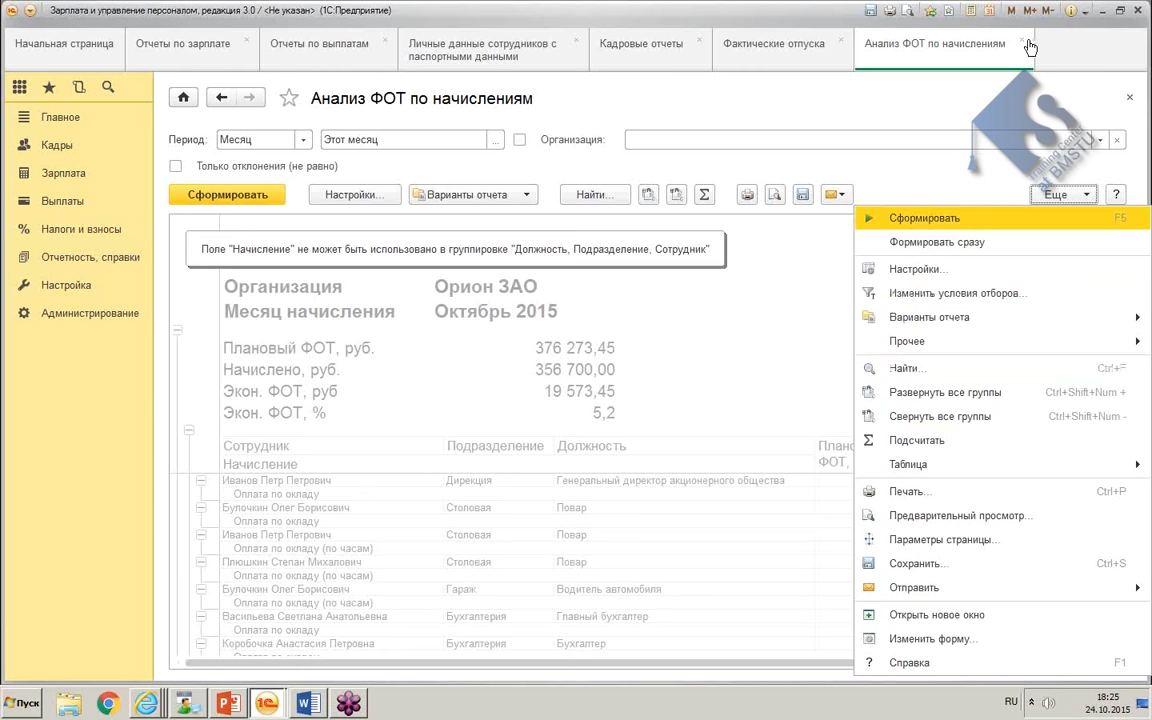 Зарплата и управление персоналом, редакция 3.0 / <Не указан> (1С:Предприятие)
M M+ M-
Начальная страница
Отчеты по зарплате
Отчеты по выплатам
Личные данные сотрудников с
паспортными данными
Кадровые отчеты
Фактические отпуска
Анализ ФОТ по начислениям
Главное
Кадры
Зарплата
Выплаты
Налоги и взносы
Отчетность, справки
Настройка
Администрирование
Анализ ФОТ по начислениям
Период: Месяц Этот месяц ... Организация:
Только отклонения (не равно)
Сформировать Настройки... Варианты отчета Найти... Еще ?
Поле "Начисление" не может быть использовано в группировке "Должность, Подразделение, Сотрудник"
Организация Орион ЗАО
Месяц начисления Октябрь 2015
Плановый ФОТ, руб. 376 273,45
Начислено, руб. 356 700,00
Экон. ФОТ, руб 19 573,45
Экон. ФОТ, % 5,2
Сотрудник Подразделение Должность
Начисление ФОТ,
Иванов Петр Петрович Дирекция Генеральный директор акционерного общества
Оплата по окладу
Булочкин Олег Борисович Столовая Повар
Оплата по окладу
Иванов Петр Петрович Столовая Повар
Оплата по окладу (по часам)
Плюшкин Степан Михалович Столовая Повар
Оплата по окладу (по часам)
Булочкин Олег Борисович Гараж Водитель автомобиля
Оплата по окладу (по часам)
Васильева Светлана Анатольевна Бухгалтерия Главный бухгалтер
Оплата по окладу
Коробочка Анастасия Петровна Бухгалтерия Бухгалтер
Сформировать F5
Формировать сразу
Настройки...
Изменить условия отборов...
Варианты отчета
Прочее
Найти... Ctrl+F
Развернуть все группы Ctrl+Shift+Num +
Свернуть все группы Ctrl+Shift+Num -
Подсчитать
Таблица
Печать... Ctrl+P
Предварительный просмотр...
Параметры страницы...
Сохранить... Ctrl+S
Отправить
Открыть новое окно
Изменить форму...
Справка F1
Пуск
RU
18:25
24.10.2015